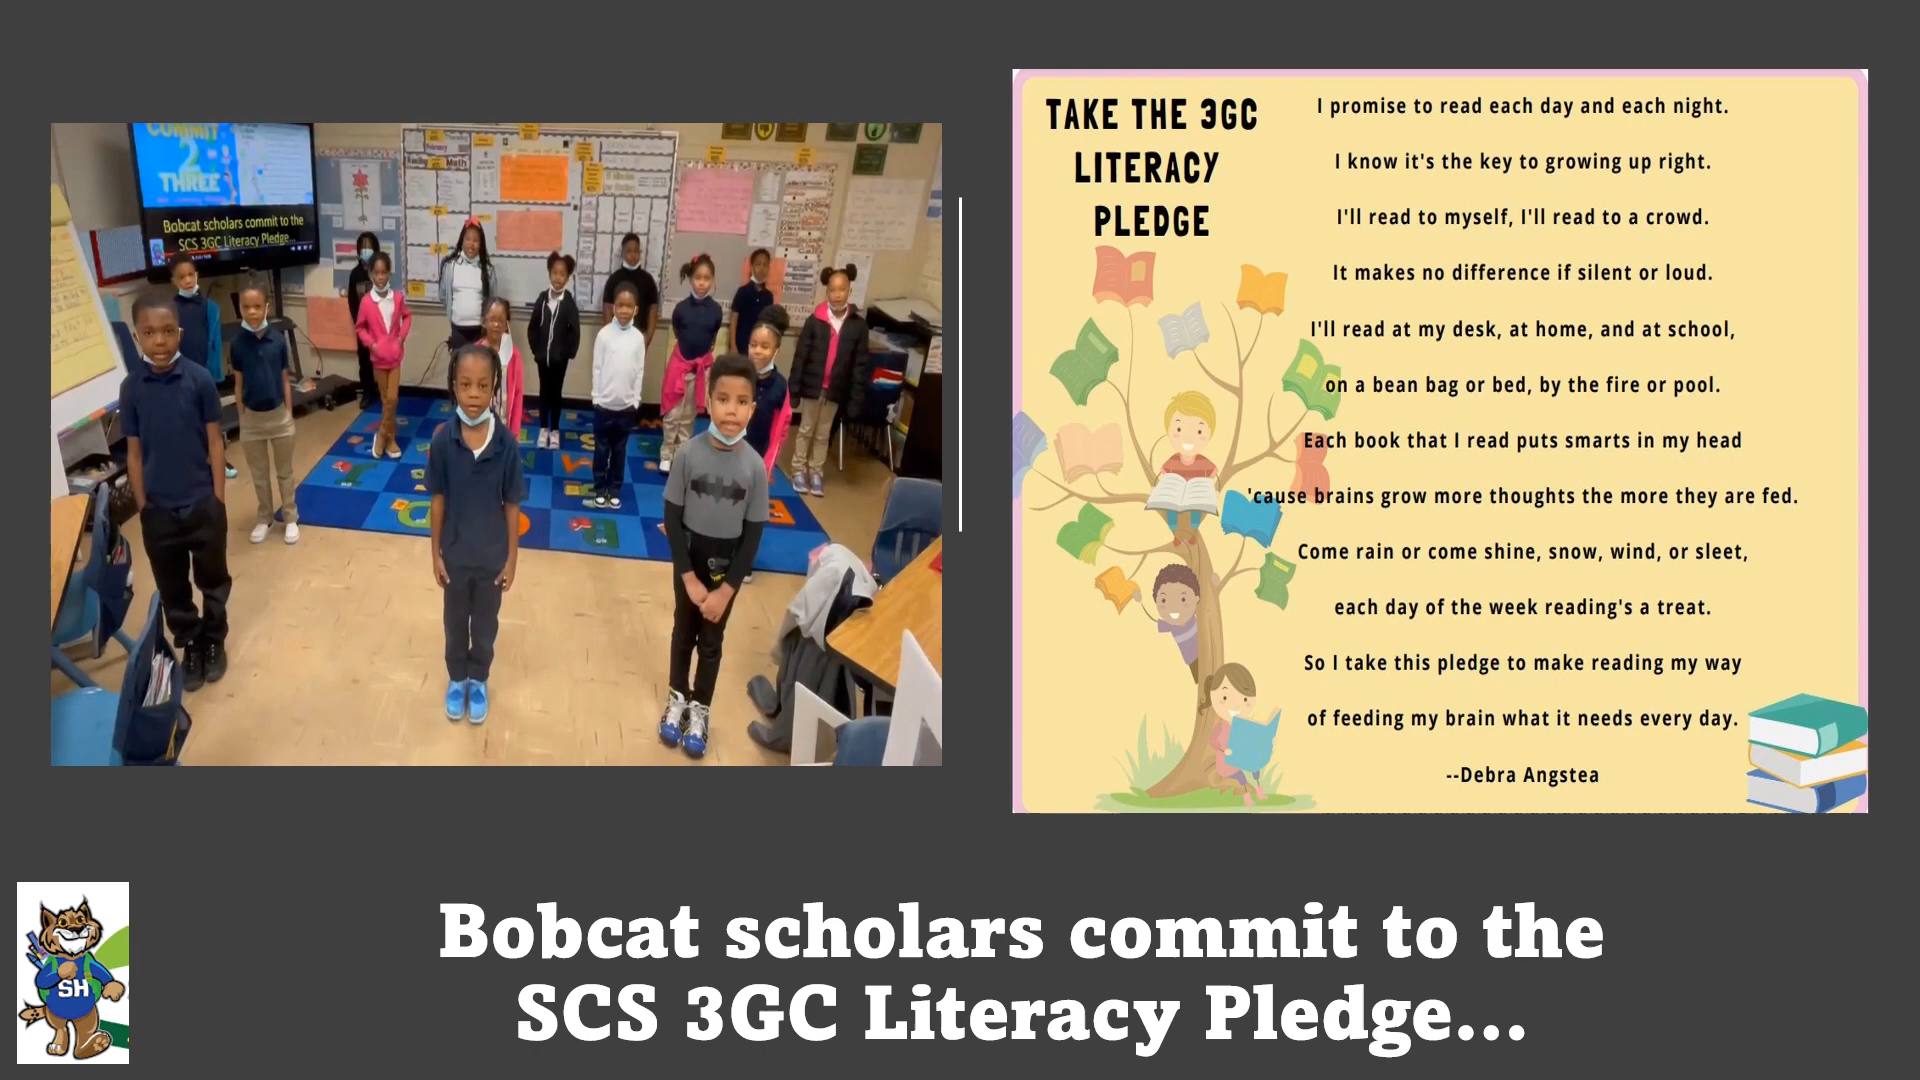 COMMIT
2
THREE
Bobcat scholars commit to the
SCS 3GC Literacy Pledge...
Math
TAKE THE 3GC
LITERACY
PLEDGE
I promise to read each day and each night.
I know it's the key to growing up right.
I'll read to myself, I'll read to a crowd.
It makes no difference if silent or loud.
I'll read at my desk, at home, and at school,
on a bean bag or bed, by the fire or pool.
Each book that I read puts smarts in my head
'cause brains grow more thoughts the more they are fed.
Come rain or come shine, snow, wind, or sleet,
each day of the week reading's a treat.
So I take this pledge to make reading my way
of feeding my brain what it needs every day.
--Debra Angstea
SH
Bobcat scholars commit to the
SCS 3GC Literacy Pledge...